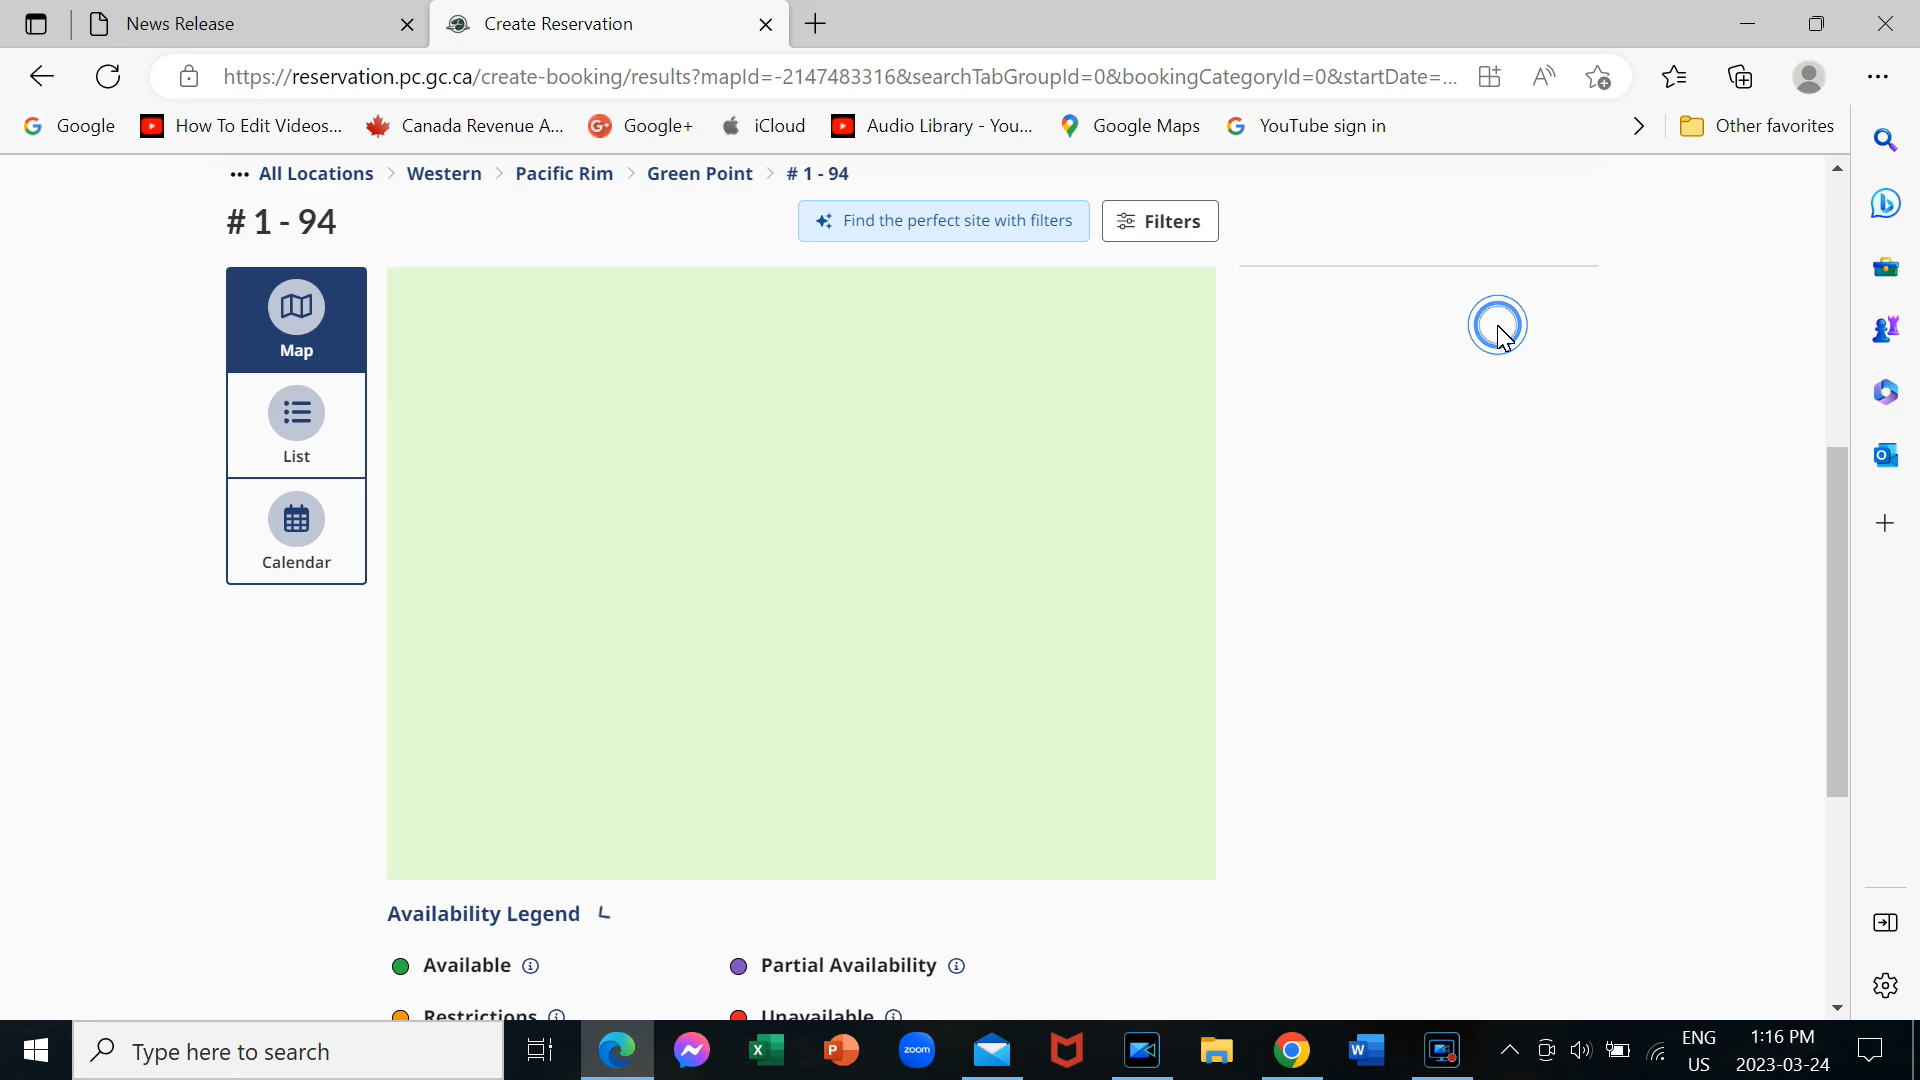 News Release
Create Reservation
https://reservation.pc.gc.ca/create-booking/results?mapId=-2147483316&searchTabGroupId=0&bookingCategoryId=0&startDate=...
Google
How To Edit Videos...
Canada Revenue A...
Google+
iCloud
Audio Library - You...
Google Maps
YouTube sign in
Other favorites
... All Locations > Western > Pacific Rim > Green Point > # 1 - 94
# 1 - 94
Find the perfect site with filters
Filters
Map
List
Calendar
Availability Legend
Available
Partial Availability
Restrictions
Unavailable
Type here to search
zoom
ENG
US
1:16 PM
2023-03-24